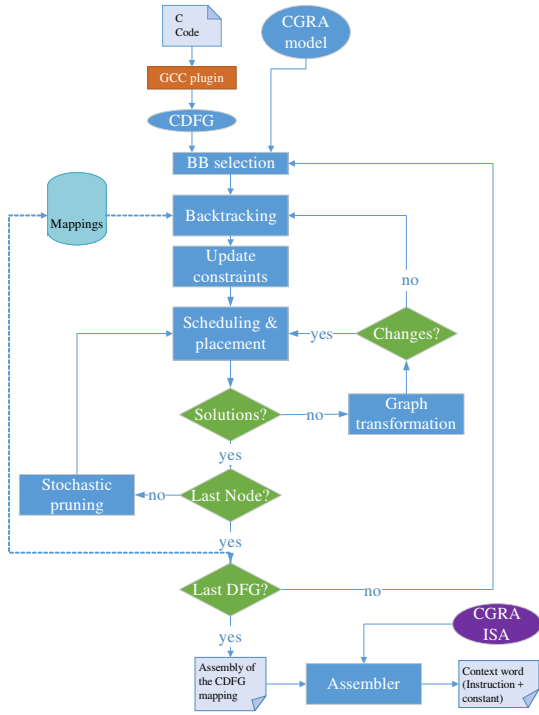 C
Code
CGRA
model
GCC plugin
CDFG
BB selection
Mappings
Backtracking
Update
constraints
no
Scheduling &
placement
yes
Changes?
Solutions?
no
Graph
transformation
yes
Stochastic
pruning
no
Last Node?
yes
Last DFG?
no
yes
CGRA
ISA
Assembly of
the CDFG
mapping
Assembler
Context word
(Instruction +
constant)